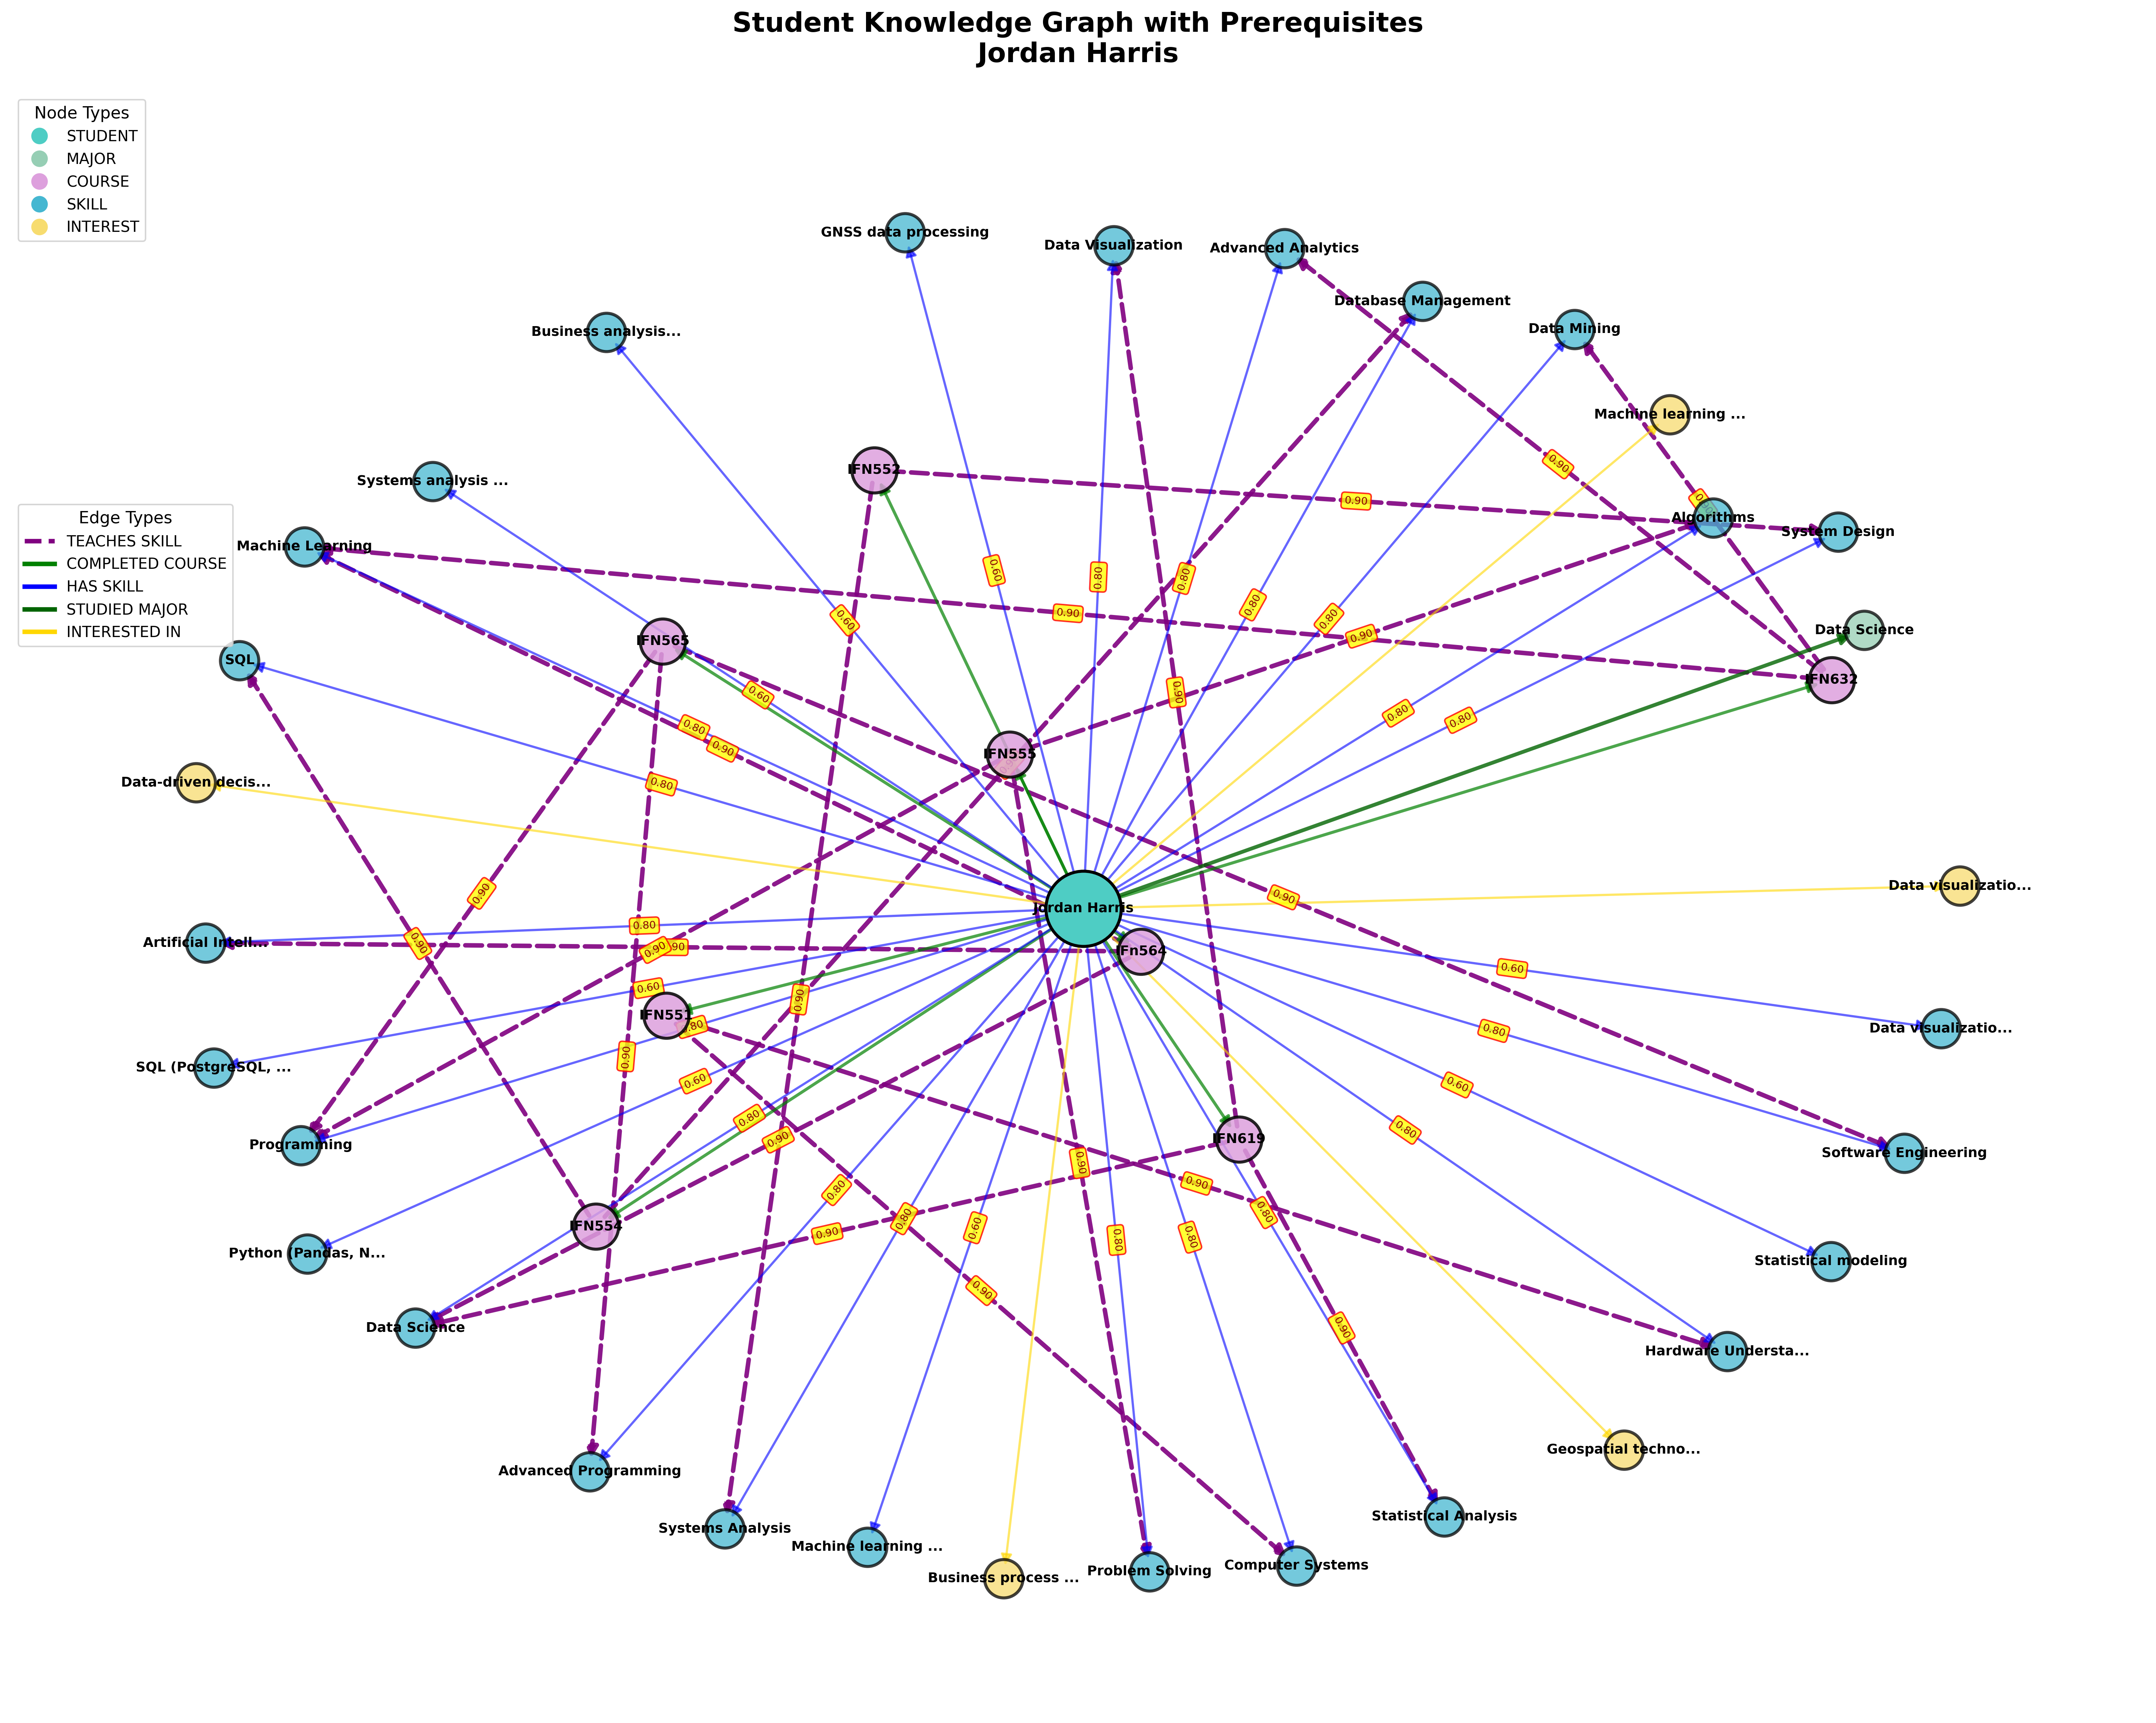 Student Knowledge Graph with Prerequisites
Jordan Harris
Node Types
STUDENT
MAJOR
COURSE
SKILL
INTEREST
GNSS data processing
Data Visualization
Advanced Analytics
Database Management
Business analysis...
Data Mining
Machine learning ...
IFN552
Systems analysis ...
0.90
0.90
Edge Types
TEACHES SKILL
COMPLETED COURSE
HAS SKILL
STUDIED MAJOR
INTERESTED IN
Algorithms
System Design
Machine Learning
0.60
0.80
0.80
0.80
0.80
0.60
0.90
Data Science
IFN565
0.90
SQL
IFN632
0.60
0.90
0.80
0.80
0.80
0.90
IFN555
Data-driven decis...
0.80
Data visualizatio...
0.90
0.90
Jordan Harris
0.80
Artificial Intell...
0.90
0.90
0.90
IFn564
0.60
0.60
0.90
IFN551
0.80
Data visualizatio...
0.80
0.90
SQL (PostgreSQL, ...
0.60
0.60
0.80
0.80
Programming
0.90
IFN619
Software Engineering
0.90
0.90
0.80
0.80
0.80
IFN554
0.90
0.60
0.80
0.80
Python (Pandas, N...
Statistical modeling
0.90
Data Science
0.90
Hardware Understa...
Geospatial techno...
Advanced Programming
Statistical Analysis
Systems Analysis
Machine learning ...
Business process ...
Problem Solving
Computer Systems